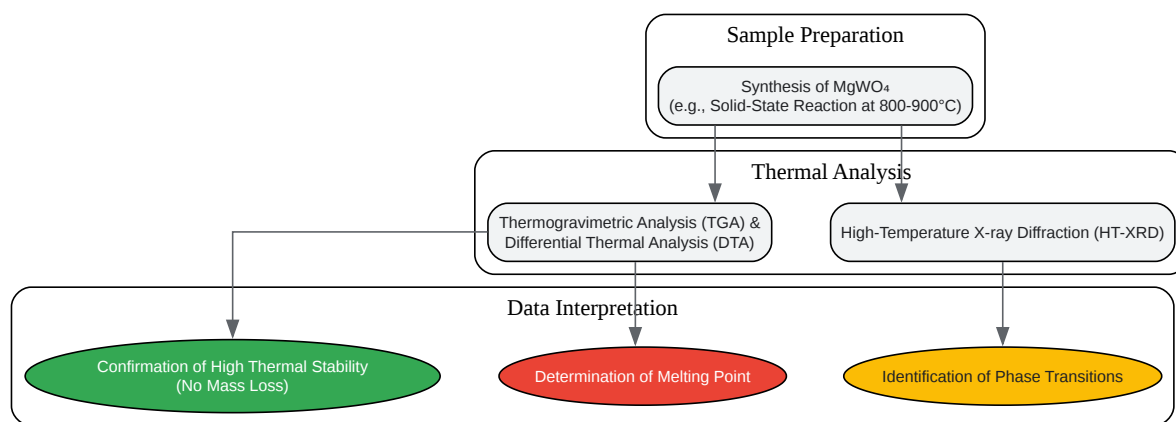 Sample Preparation
Synthesis of MgWO₄
(e.g., Solid-State Reaction at 800-900°C)
Thermal Analysis
Thermogravimetric Analysis (TGA) &
Differential Thermal Analysis (DTA)
High-Temperature X-ray Diffraction (HT-XRD)
Data Interpretation
Confirmation of High Thermal Stability
(No Mass Loss)
Determination of Melting Point
Identification of Phase Transitions